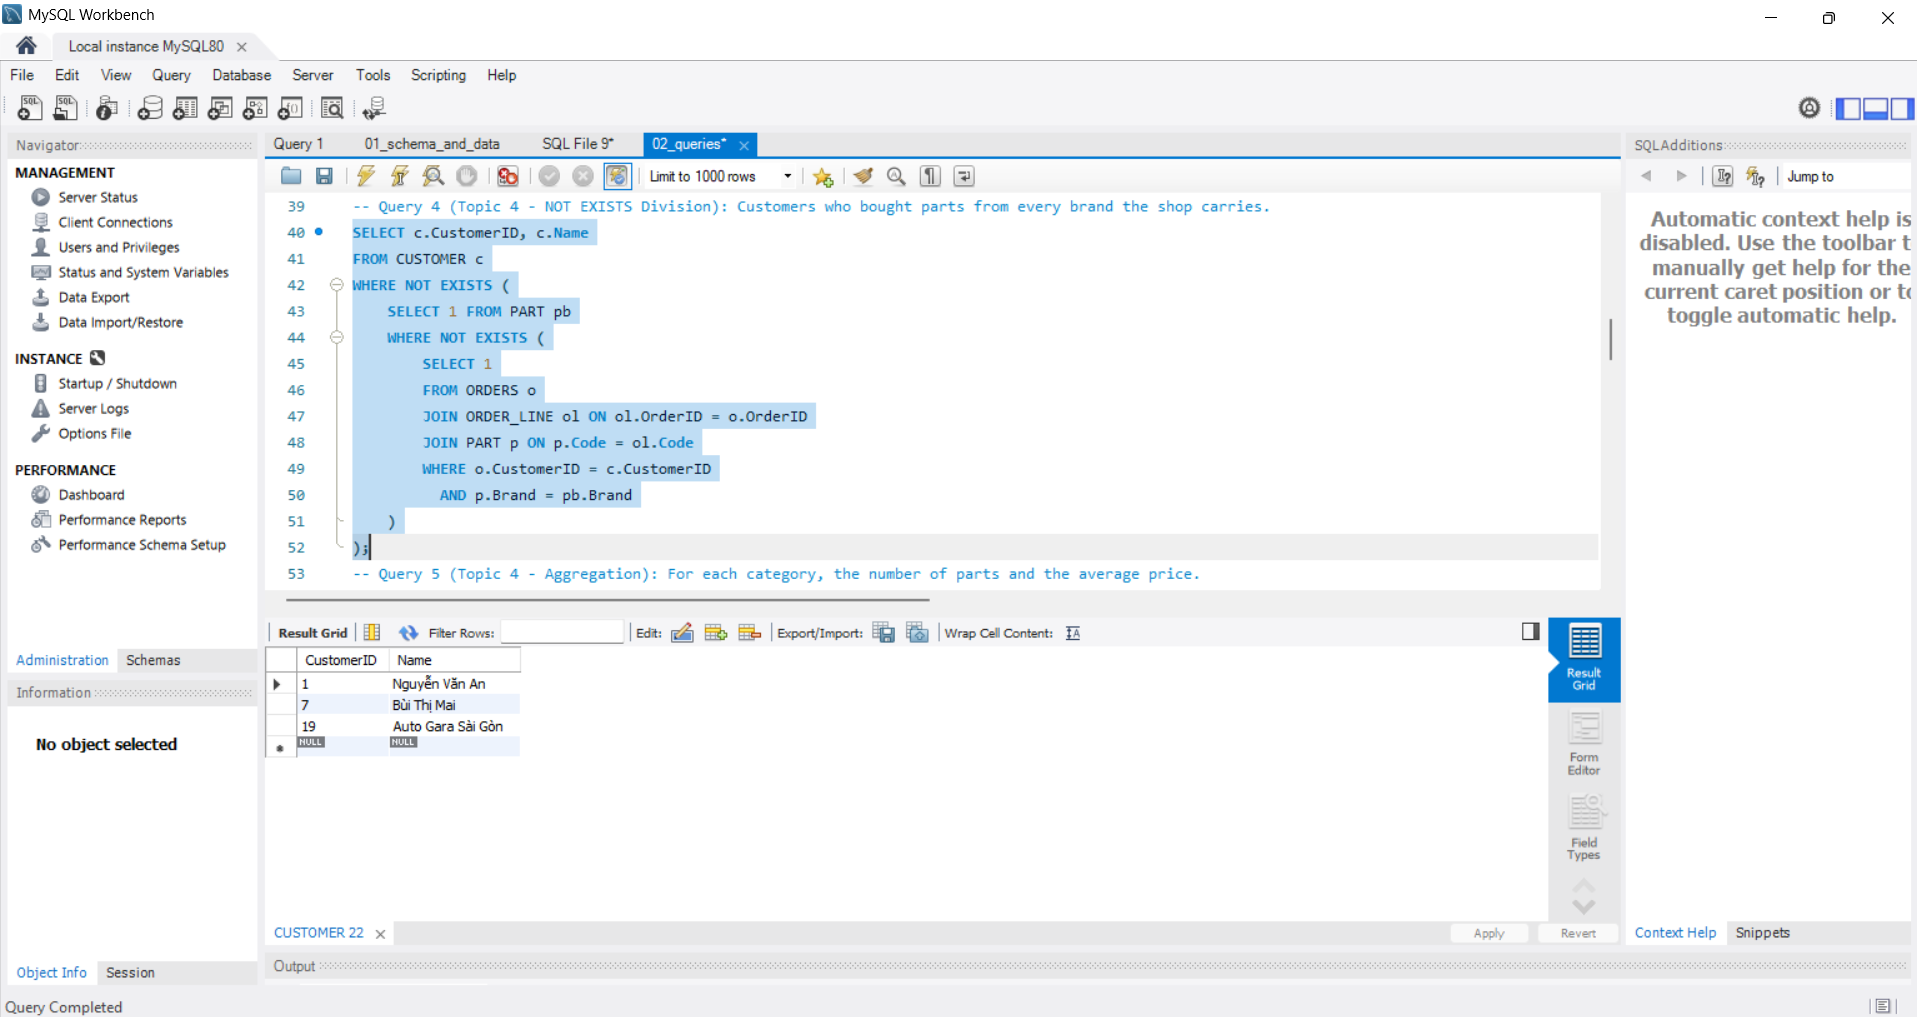 MySQL Workbench
Local instance MySQL80
File Edit View Query Database Server Tools Scripting Help
Navigator
MANAGEMENT
Server Status
Client Connections
Users and Privileges
Status and System Variables
Data Export
Data Import/Restore
INSTANCE
Startup / Shutdown
Server Logs
Options File
PERFORMANCE
Dashboard
Performance Reports
Performance Schema Setup
Administration Schemas
Information
No object selected
Object Info Session
Query 1 01_schema_and_data SQL File 9* 02_queries*
Limit to 1000 rows
39 -- Query 4 (Topic 4 - NOT EXISTS Division): Customers who bought parts from every brand the shop carries.
40 SELECT c.CustomerID, c.Name
41 FROM CUSTOMER c
42 WHERE NOT EXISTS (
43 SELECT 1 FROM PART pb
44 WHERE NOT EXISTS (
45 SELECT 1
46 FROM ORDERS o
47 JOIN ORDER_LINE ol ON ol.OrderID = o.OrderID
48 JOIN PART p ON p.Code = ol.Code
49 WHERE o.CustomerID = c.CustomerID
50 AND p.Brand = pb.Brand
51 )
52 );
53 -- Query 5 (Topic 4 - Aggregation): For each category, the number of parts and the average price.
Result Grid Filter Rows: Edit: Export/Import: Wrap Cell Content:
CustomerID Name
1 Nguyễn Văn An
7 Bùi Thị Mai
19 Auto Gara Sài Gòn
NULL NULL
Result
Grid
Form
Editor
Field
Types
CUSTOMER 22
Apply Revert
Output
SQLAdditions
Jump to
Automatic context help is
disabled. Use the toolbar t
manually get help for the
current caret position or to
toggle automatic help.
Context Help Snippets
Query Completed